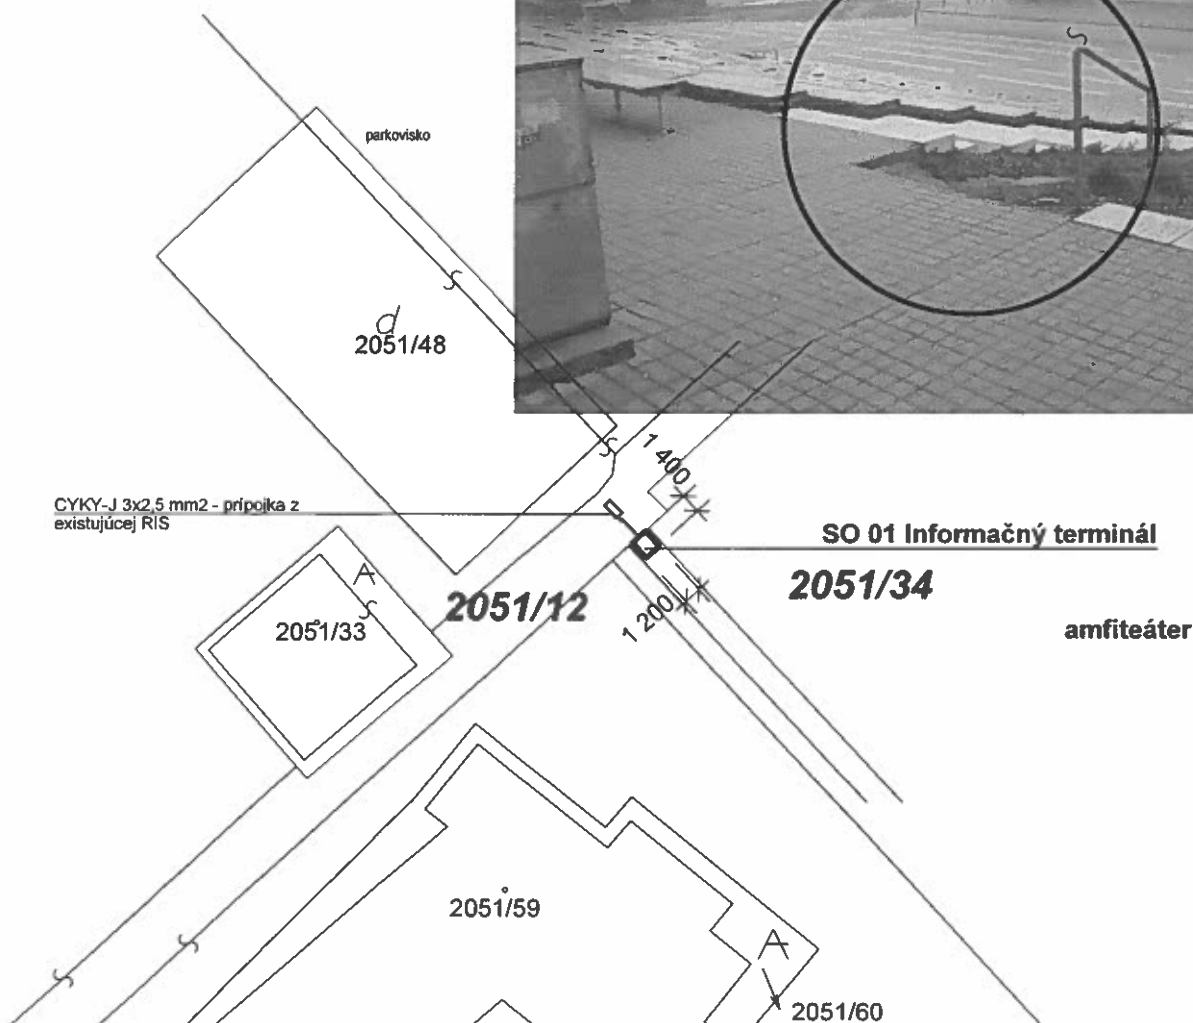 parkovisko
d
2051/48
1 400
CYKY-J 3x2,5 mm2 - prípojka z
existujúcej RIS
SO 01 Informačný terminál
2051/34
A
2051/12
2051/33
1 200
amfiteáter
2051/59
A
2051/60